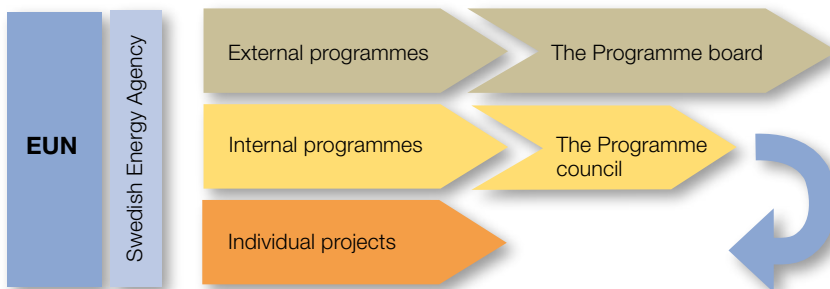 EUN
Swedish Energy Agency
External programmes
The Programme board
Internal programmes
The Programme
council
Individual projects